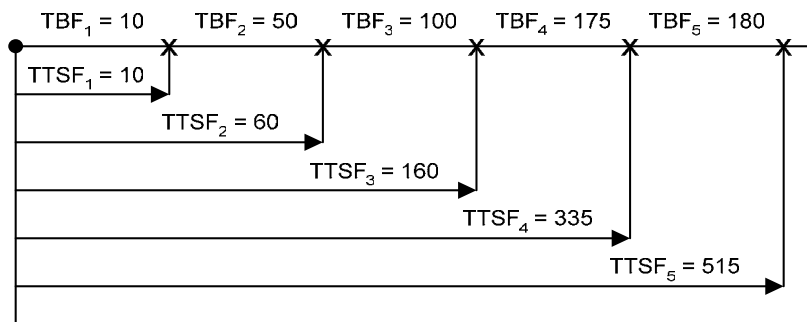 TBF₁ = 10 TBF₂ = 50 TBF₃ = 100 TBF₄ = 175 TBF₅ = 180
TTSF₁ = 10
TTSF₂ = 60
TTSF₃ = 160
TTSF₄ = 335
TTSF₅ = 515